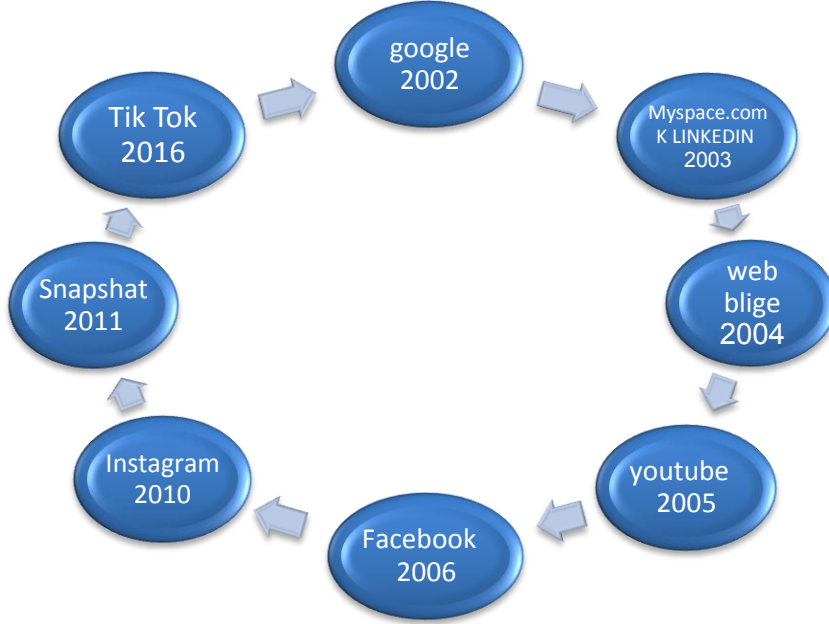 google
2002
Myspace.com
K LINKEDIN
2003
web
blige
2004
youtube
2005
Facebook
2006
Instagram
2010
Snapshat
2011
Tik Tok
2016